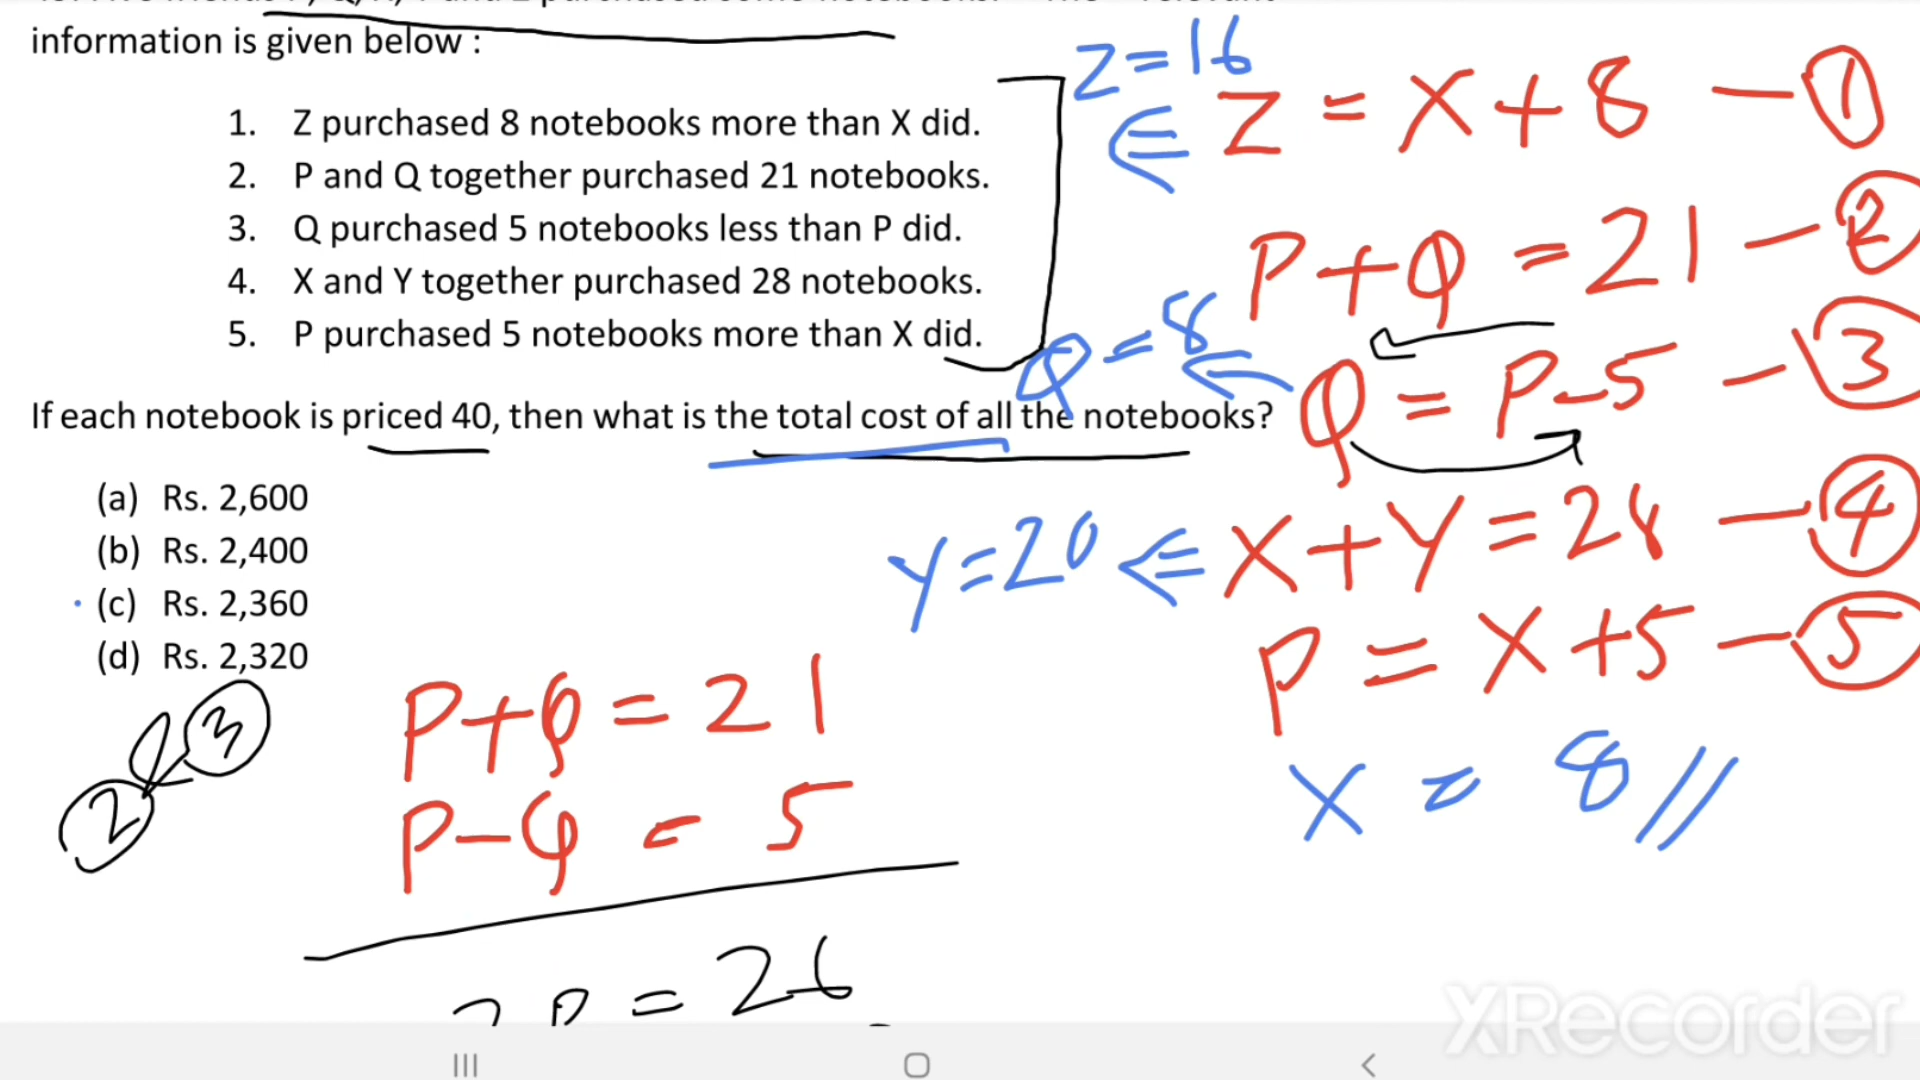 information is given below :
1. Z purchased 8 notebooks more than X did.
2. P and Q together purchased 21 notebooks.
3. Q purchased 5 notebooks less than P did.
4. X and Y together purchased 28 notebooks.
5. P purchased 5 notebooks more than X did.
If each notebook is priced 40, then what is the total cost of all the notebooks?
(a) Rs. 2,600
(b) Rs. 2,400
(c) Rs. 2,360
(d) Rs. 2,320
Z=16
⇐ Z = X+8 — ①
P+Q = 21 — ②
Q=8 ← Q = P-5 — ③
Y=20 ⇐ X+Y=28 — ④
P = X+5 — ⑤
X = 8 //
② & ③
P+Q = 21
P-Q = 5
2P = 26
XRecorder